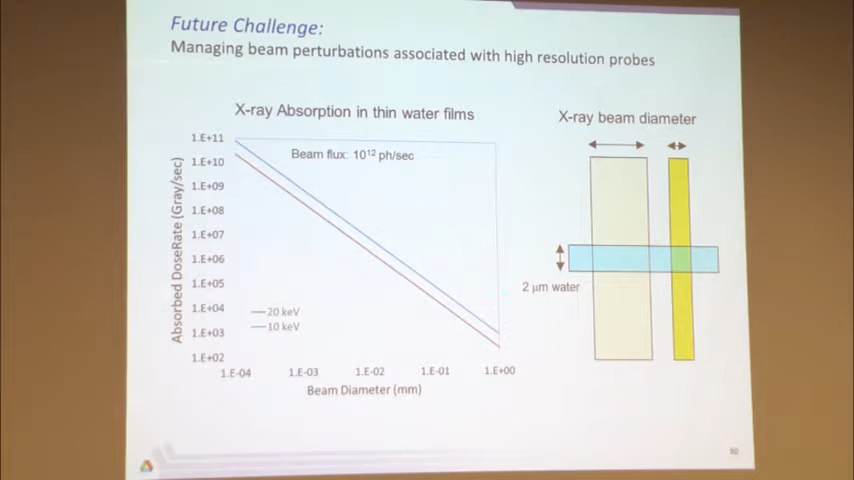 Future Challenge:
Managing beam perturbations associated with high resolution probes
X-ray Absorption in thin water films
X-ray beam diameter
Beam flux: 10¹² ph/sec
Absorbed DoseRate (Gray/sec)
1.E+11
1.E+10
1.E+09
1.E+08
1.E+07
1.E+06
1.E+05
1.E+04
1.E+03
1.E+02
20 keV
10 keV
1.E-04
1.E-03
1.E-02
1.E-01
1.E+00
Beam Diameter (mm)
2 µm water